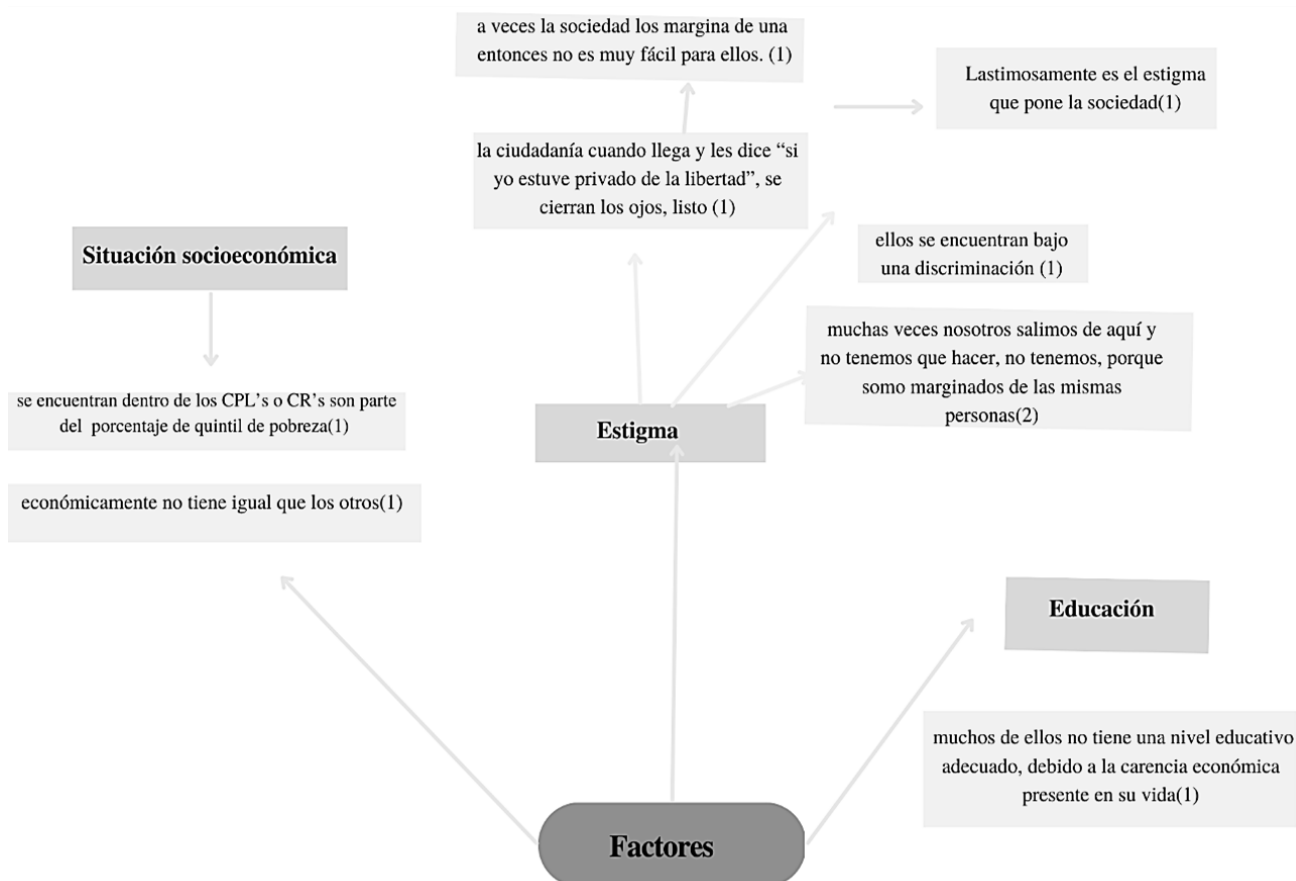 a veces la sociedad los margina de una
entonces no es muy fácil para ellos. (1)
Lastimosamente es el estigma
que pone la sociedad(1)
la ciudadanía cuando llega y les dice “si
yo estuve privado de la libertad”, se
cierran los ojos, listo (1)
Situación socioeconómica
ellos se encuentran bajo
una discriminación (1)
muchas veces nosotros salimos de aquí y
no tenemos que hacer, no tenemos, porque
somo marginados de las mismas
personas(2)
se encuentran dentro de los CPL’s o CR’s son parte
del porcentaje de quintil de pobreza(1)
Estigma
económicamente no tiene igual que los otros(1)
Educación
muchos de ellos no tiene una nivel educativo
adecuado, debido a la carencia económica
presente en su vida(1)
Factores